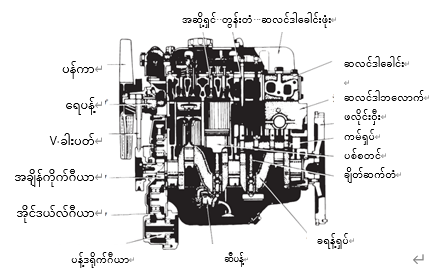 အဆို့ရှင် တွန်းတံ ဆလင်ဒါခေါင်းဖုံး
ပန်ကာ
ရေပန့်
V-ခါးပတ်
အချိန်ကိုက်ဂီယာ
အိုင်ဒယ်လ်ဂီယာ
ပန့်ဒရိုက်ဂီယာ
ဆီပန့်
ခရန့်ရှပ်
ဆလင်ဒါခေါင်း
ဆလင်ဒါဘလောက်
ဖလိုင်းဝှီး
ကမ်ရှပ်
ပစ်စတင်
ချိတ်ဆက်တံ